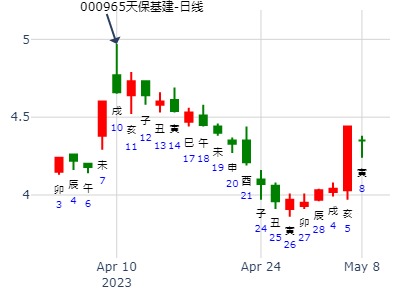 000965天保基建-日线
5
4.5
4
卯
3
辰
4
午
6
未
7
戌
10
亥
11
子
12
丑
13
寅
14
巳
17
午
18
未
19
申
20
酉
21
子
24
丑
25
寅
26
卯
27
辰
28
戌
4
亥
5
寅
8
Apr 10
2023
Apr 24
May 8